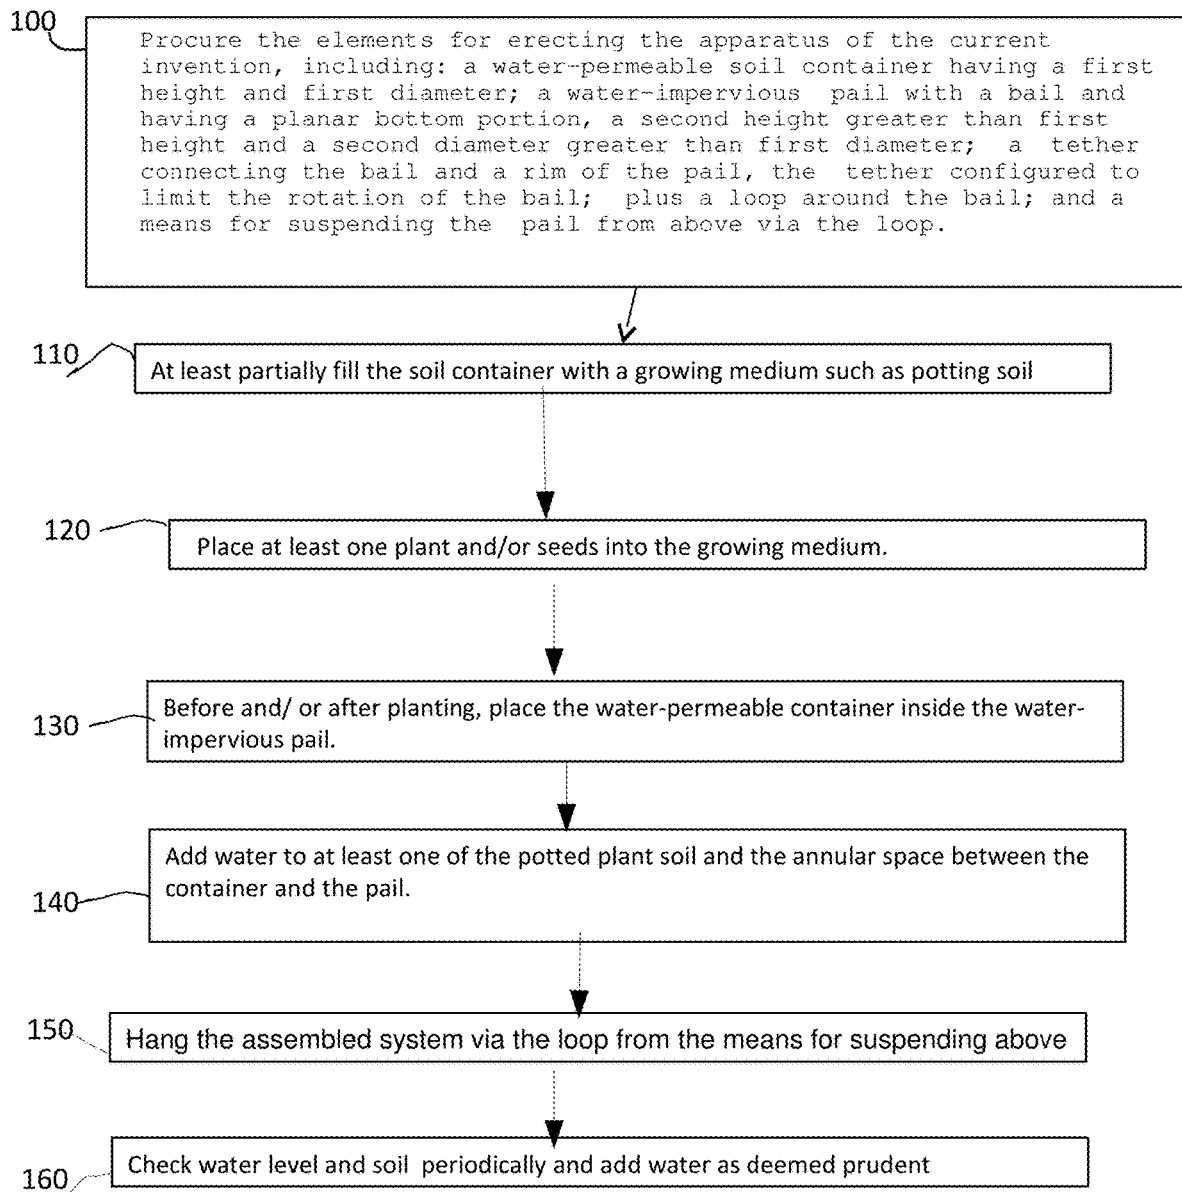 100
Procure the elements for erecting the apparatus of the current
invention, including: a water-permeable soil container having a first
height and first diameter; a water-impervious pail with a bail and
having a planar bottom portion, a second height greater than first
height and a second diameter greater than first diameter; a tether
connecting the bail and a rim of the pail, the tether configured to
limit the rotation of the bail; plus a loop around the bail; and a
means for suspending the pail from above via the loop.
110
At least partially fill the soil container with a growing medium such as potting soil
120
Place at least one plant and/or seeds into the growing medium.
130
Before and/ or after planting, place the water-permeable container inside the water-
impervious pail.
140
Add water to at least one of the potted plant soil and the annular space between the
container and the pail.
150
Hang the assembled system via the loop from the means for suspending above
160
Check water level and soil periodically and add water as deemed prudent